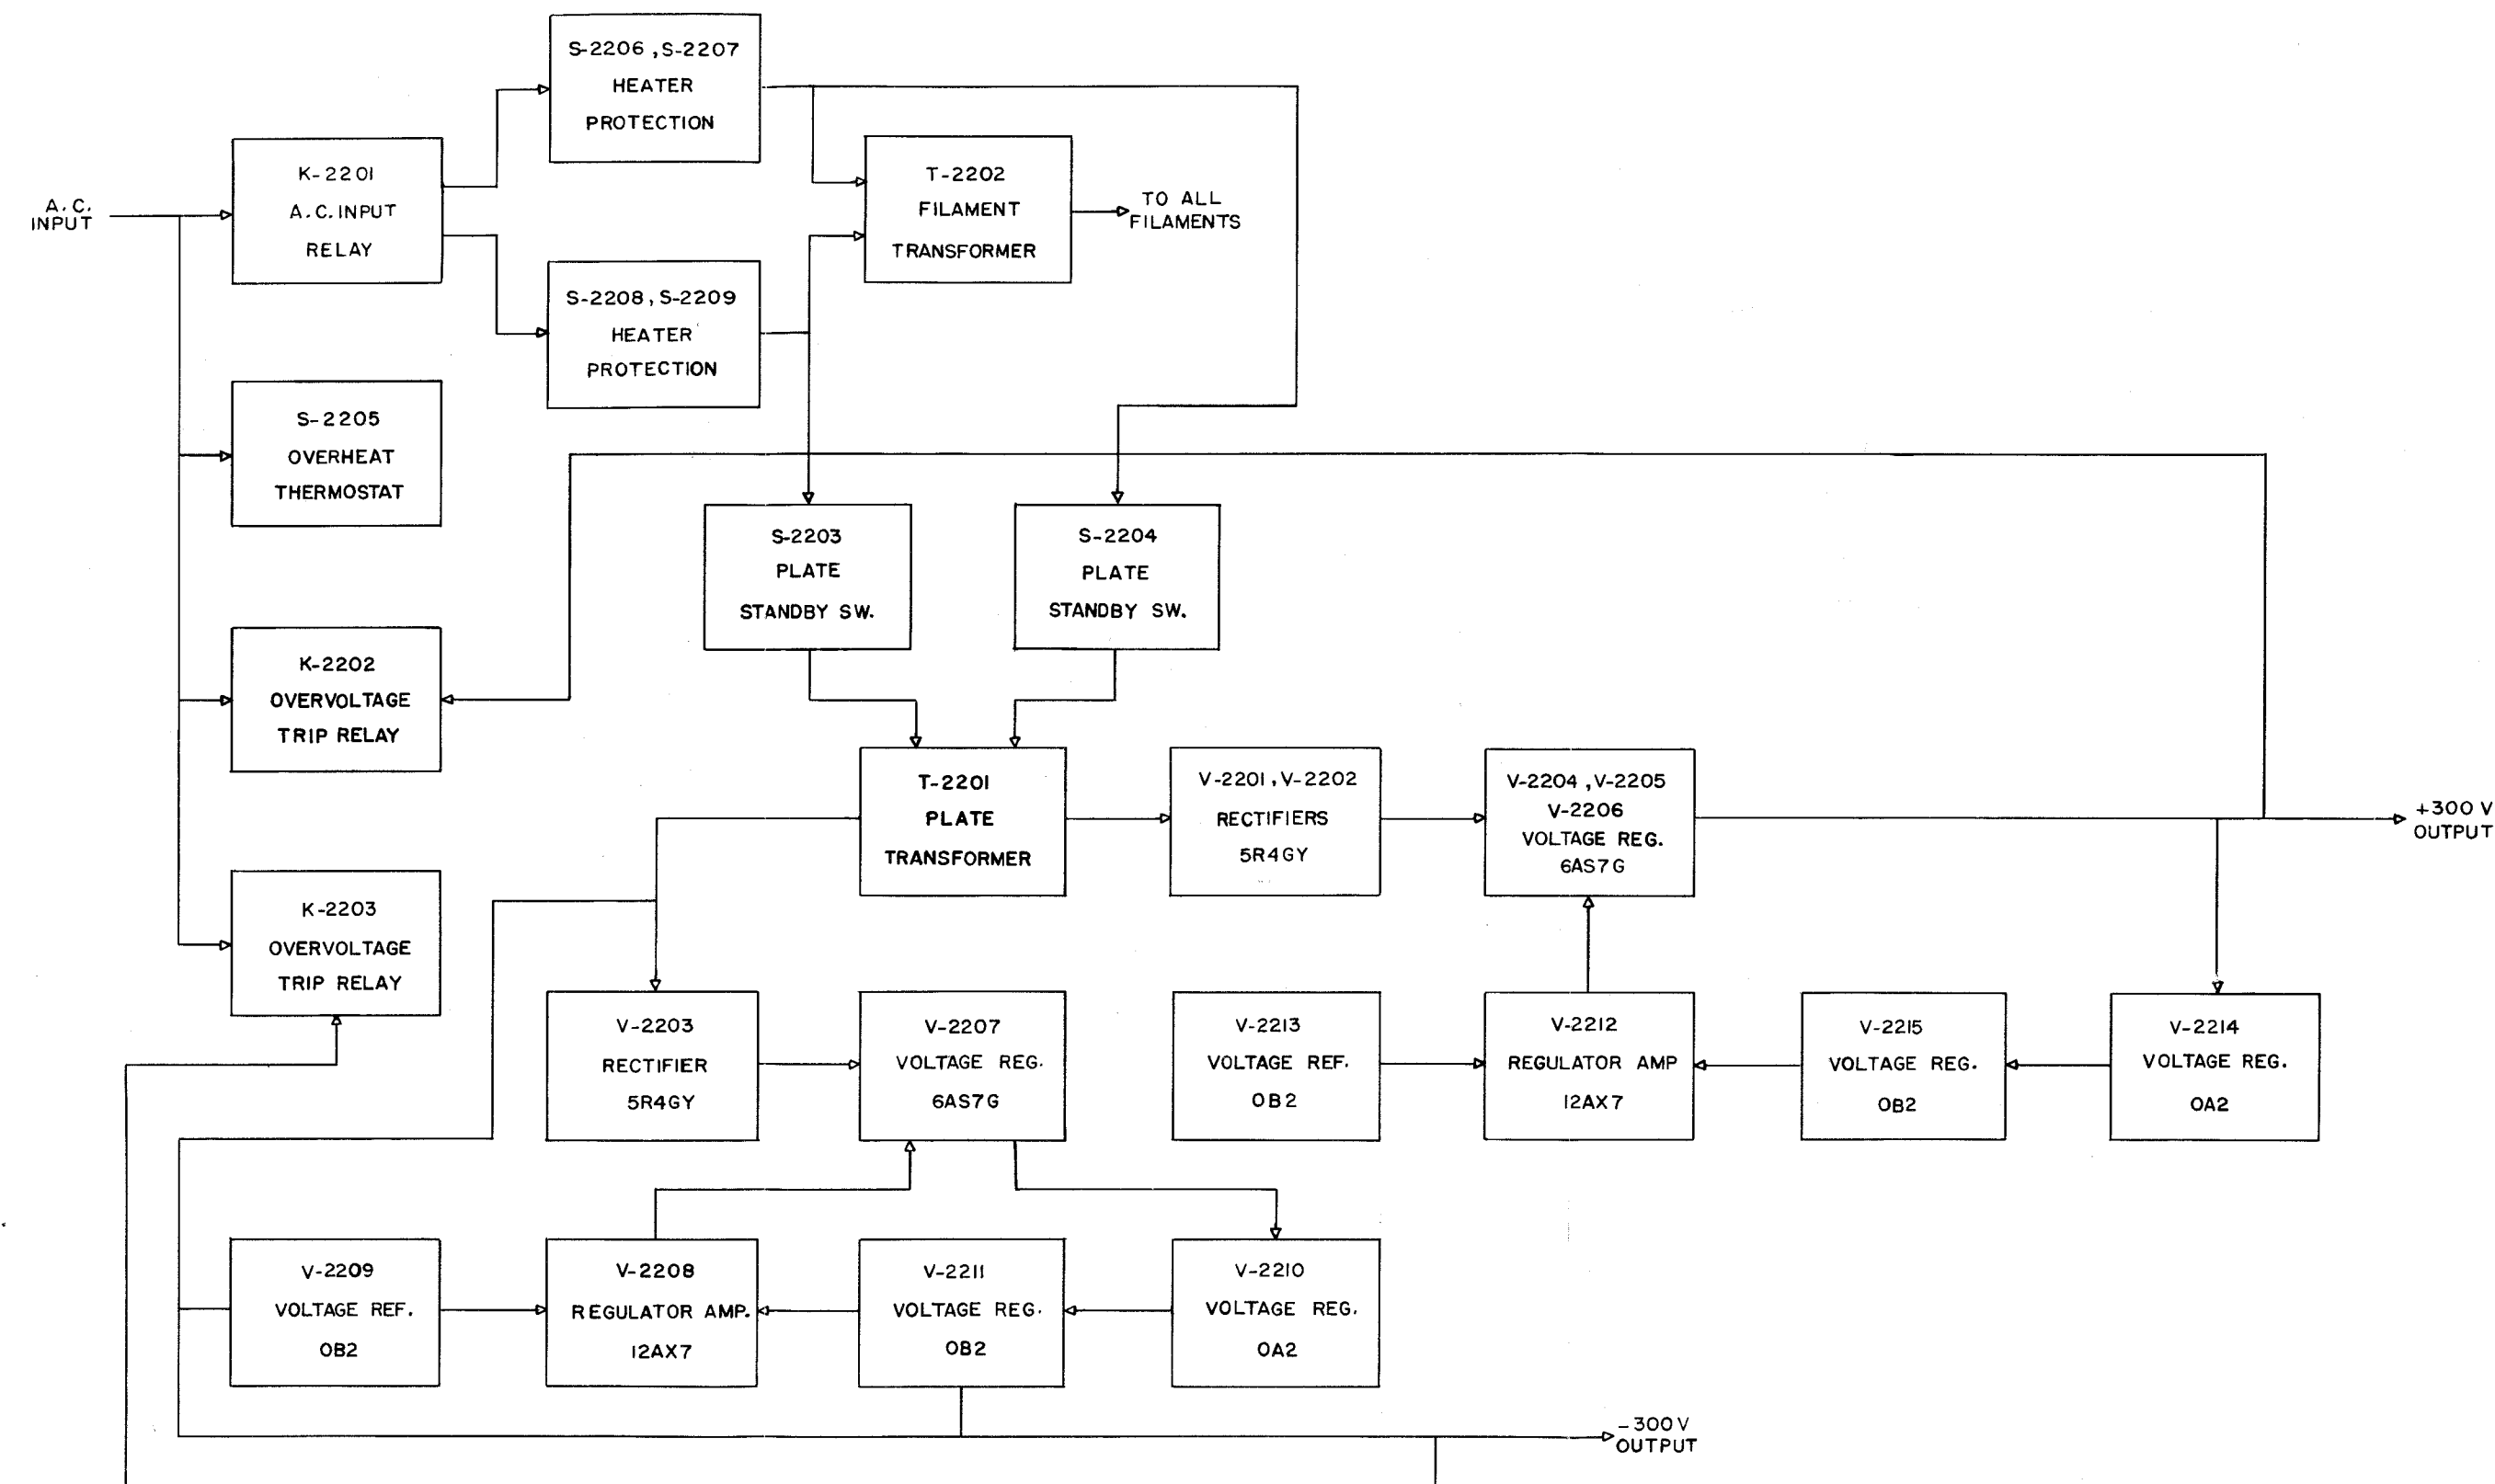 S-2206, S-2207
HEATER
PROTECTION
K-2201
A.C. INPUT
RELAY
A.C.
INPUT
T-2202
FILAMENT
TRANSFORMER
TO ALL
FILAMENTS
S-2208, S-2209
HEATER
PROTECTION
S-2205
OVERHEAT
THERMOSTAT
S-2203
PLATE
STANDBY SW.
S-2204
PLATE
STANDBY SW.
K-2202
OVERVOLTAGE
TRIP RELAY
T-2201
PLATE
TRANSFORMER
V-2201, V-2202
RECTIFIERS
5R4GY
V-2204, V-2205
V-2206
VOLTAGE REG.
6AS7G
+300 V
OUTPUT
K-2203
OVERVOLTAGE
TRIP RELAY
V-2203
RECTIFIER
5R4GY
V-2207
VOLTAGE REG.
6AS7G
V-2213
VOLTAGE REF.
OB2
V-2212
REGULATOR AMP
12AX7
V-2215
VOLTAGE REG.
OB2
V-2214
VOLTAGE REG.
OA2
V-2209
VOLTAGE REF.
OB2
V-2208
REGULATOR AMP.
12AX7
V-2211
VOLTAGE REG.
OB2
V-2210
VOLTAGE REG.
OA2
-300 V
OUTPUT